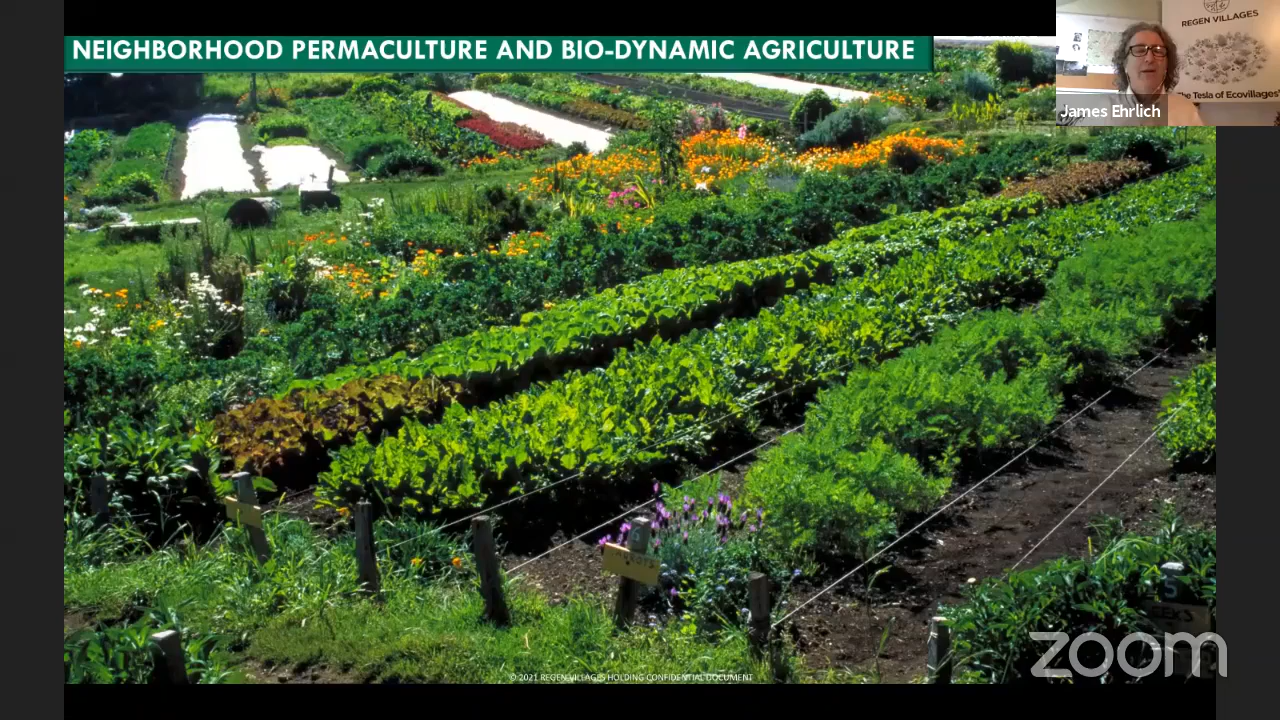 NEIGHBORHOOD PERMACULTURE AND BIO-DYNAMIC AGRICULTURE
REGEN VILLAGES
The Tesla of Ecovillages"
James Ehrlich
5
zoom
© 2021 REGENVILLAGES HOLDING CONFIDENTIAL DOCUMENT